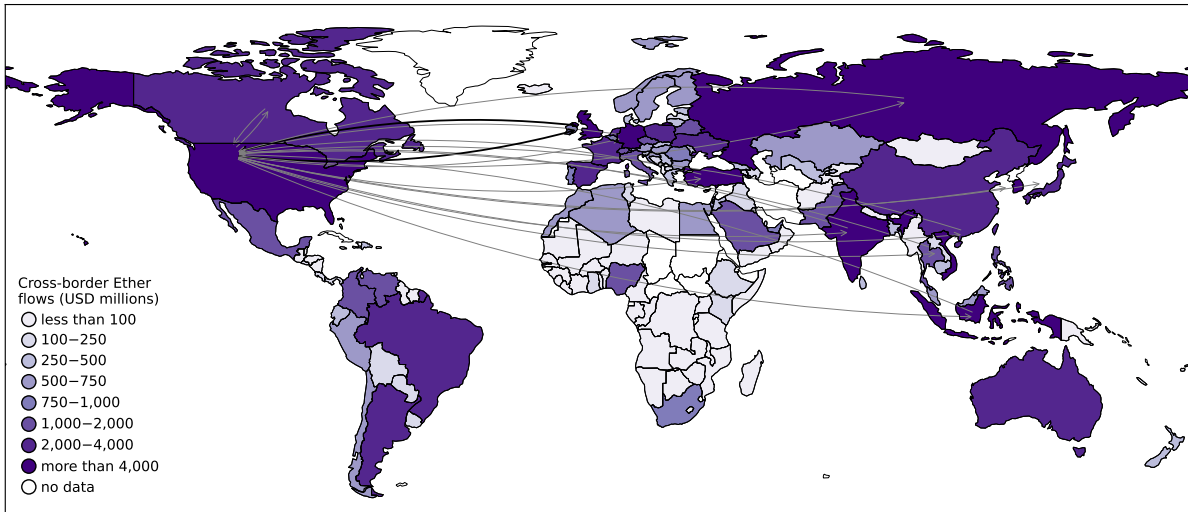 Cross-border Ether
flows (USD millions)
less than 100
100−250
250−500
500−750
750−1,000
1,000−2,000
2,000−4,000
more than 4,000
no data